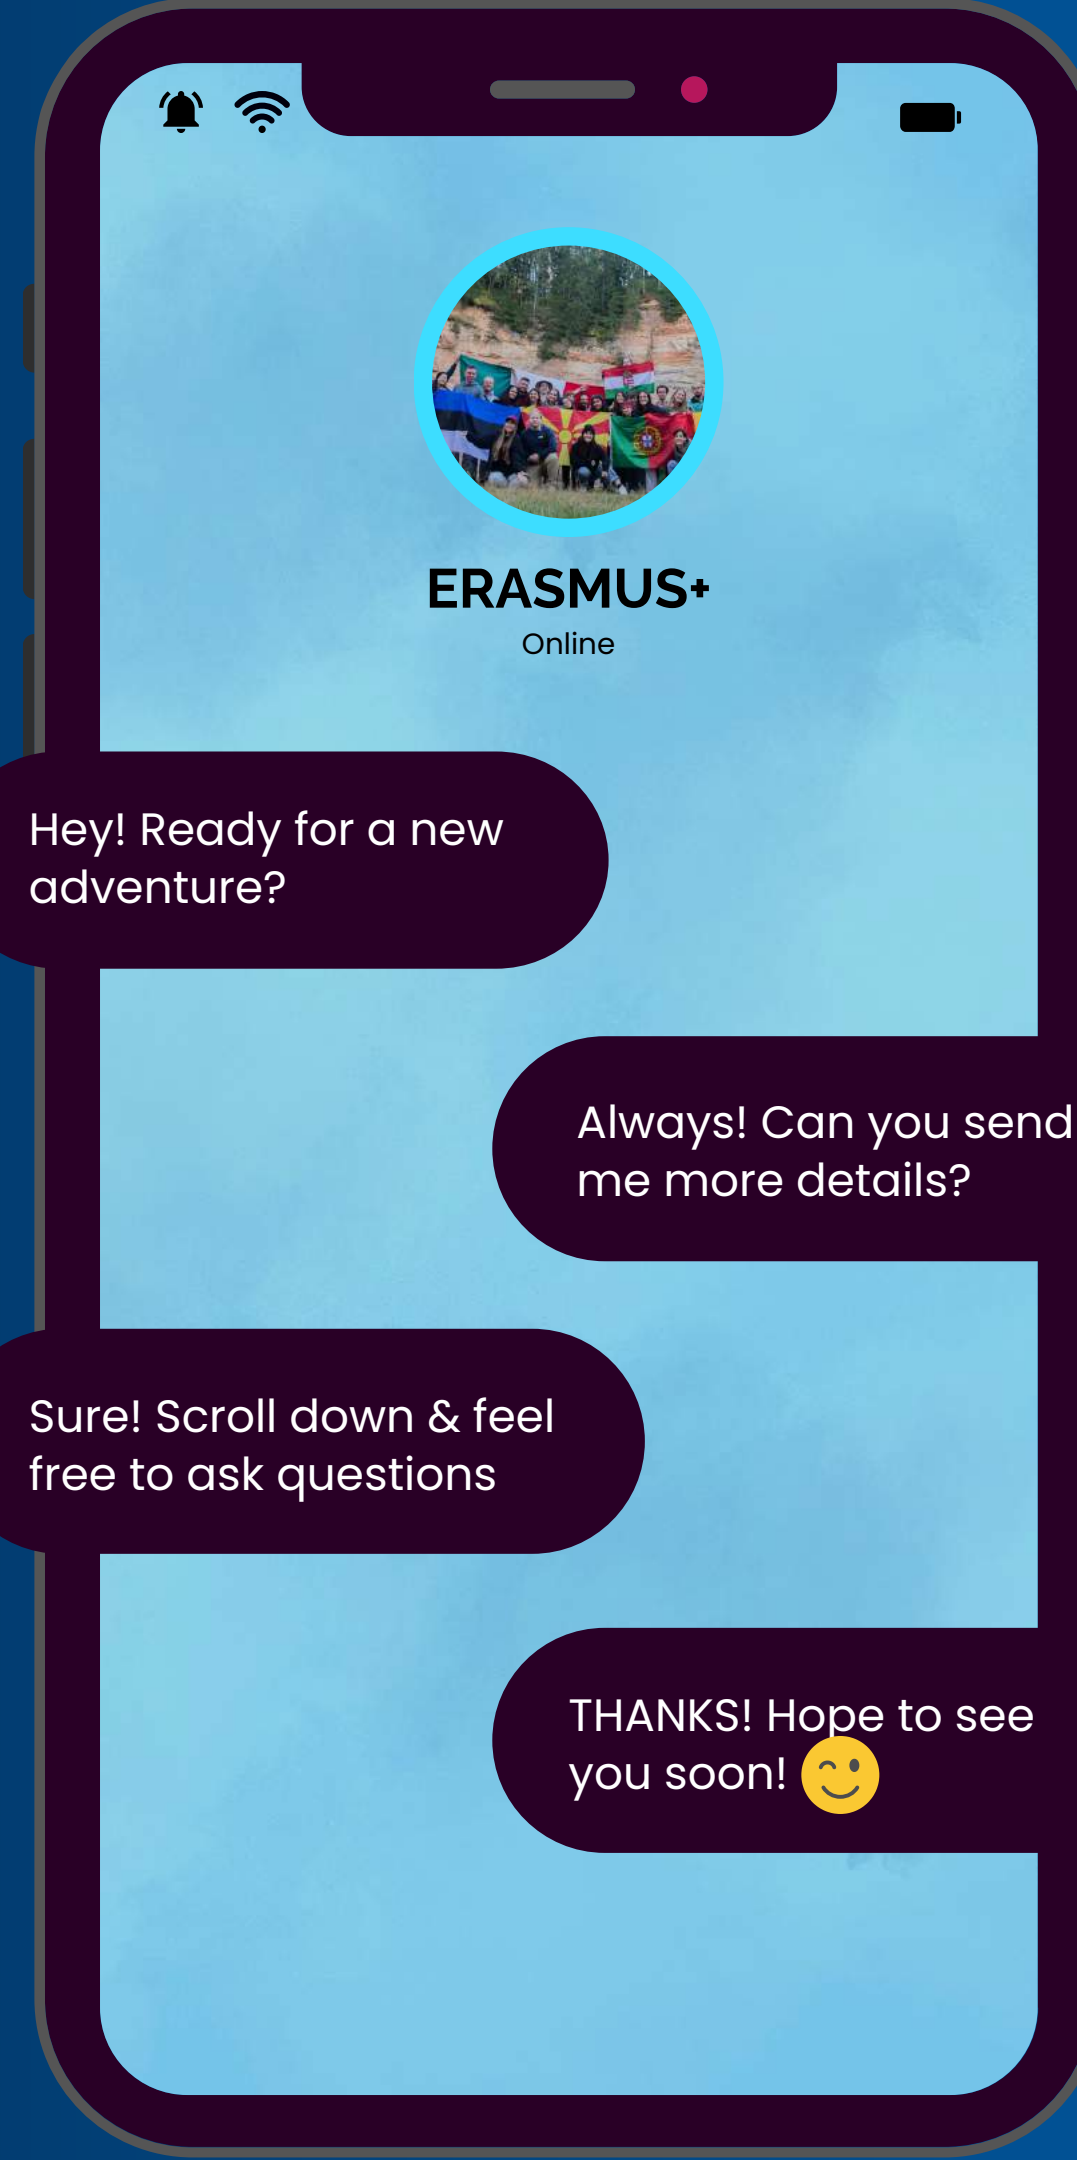 ERASMUS+
Online
Hey! Ready for a new
adventure?
Always! Can you send
me more details?
Sure! Scroll down & feel
free to ask questions
THANKS! Hope to see
you soon! 😉